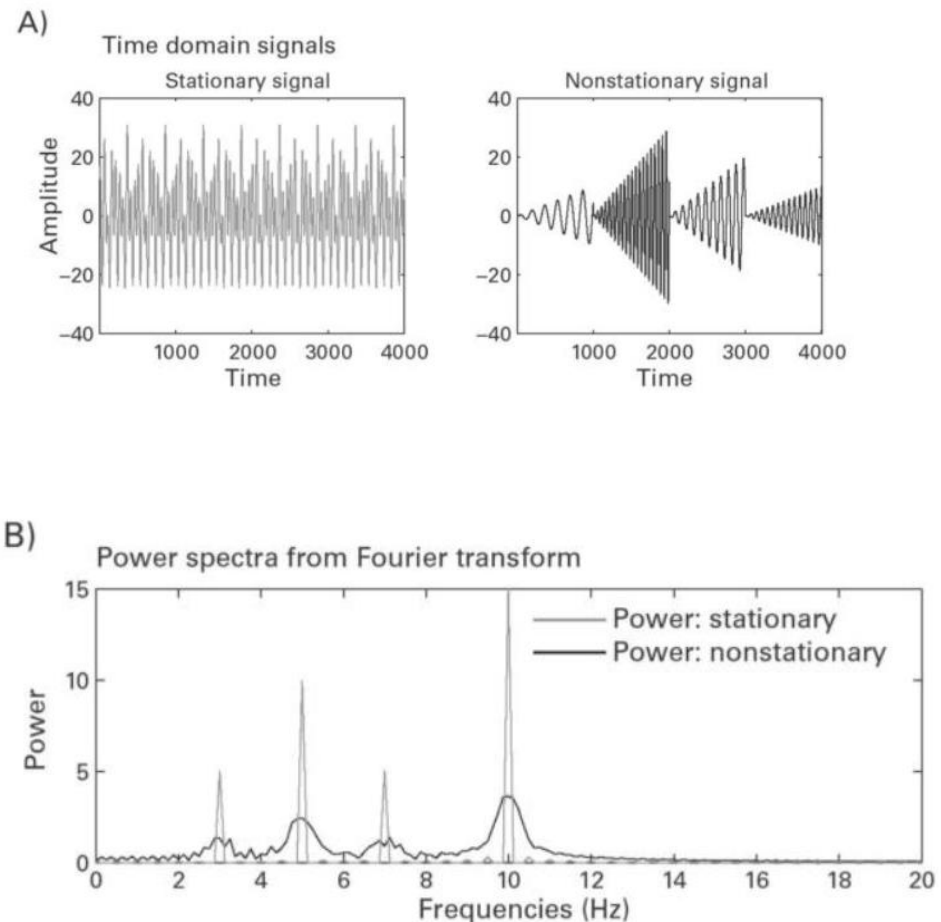 A)
Time domain signals
Stationary signal
Nonstationary signal
40
20
0
−20
−40
Amplitude
1000 2000 3000 4000
Time
40
20
0
−20
−40
1000 2000 3000 4000
Time
B)
Power spectra from Fourier transform
15
10
5
0
Power
Power: stationary
Power: nonstationary
0 2 4 6 8 10 12 14 16 18 20
Frequencies (Hz)